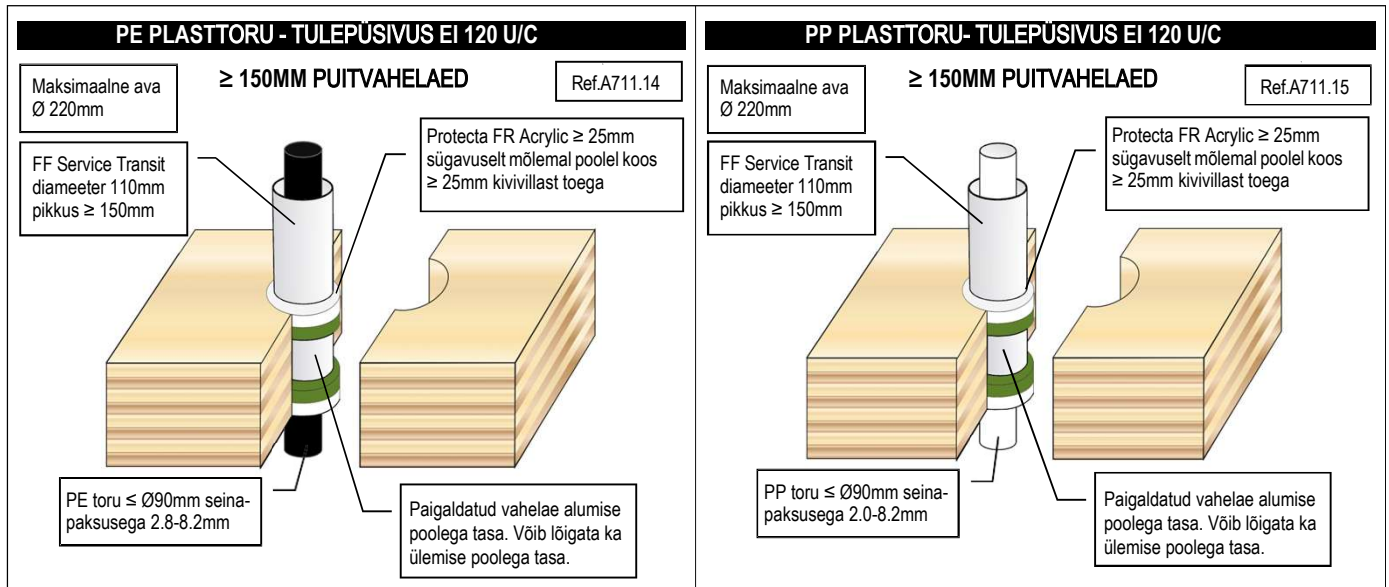 PE PLASTTORU - TULEPÜSIVUS EI 120 U/C
Maksimaalne ava
Ø 220mm
≥ 150MM PUITVAHELAED
Ref.A711.14
FF Service Transit
diameeter 110mm
pikkus ≥ 150mm
Protecta FR Acrylic ≥ 25mm
sügavuselt mõlemal poolel koos
≥ 25mm kivivillast toega
PE toru ≤ Ø90mm seina-
paksusega 2.8-8.2mm
Paigaldatud vahelae alumise
poolega tasa. Võib lõigata ka
ülemise poolega tasa.
PP PLASTTORU- TULEPÜSIVUS EI 120 U/C
Maksimaalne ava
Ø 220mm
≥ 150MM PUITVAHELAED
Ref.A711.15
FF Service Transit
diameeter 110mm
pikkus ≥ 150mm
Protecta FR Acrylic ≥ 25mm
sügavuselt mõlemal poolel koos
≥ 25mm kivivillast toega
PP toru ≤ Ø90mm seina-
paksusega 2.0-8.2mm
Paigaldatud vahelae alumise
poolega tasa. Võib lõigata ka
ülemise poolega tasa.